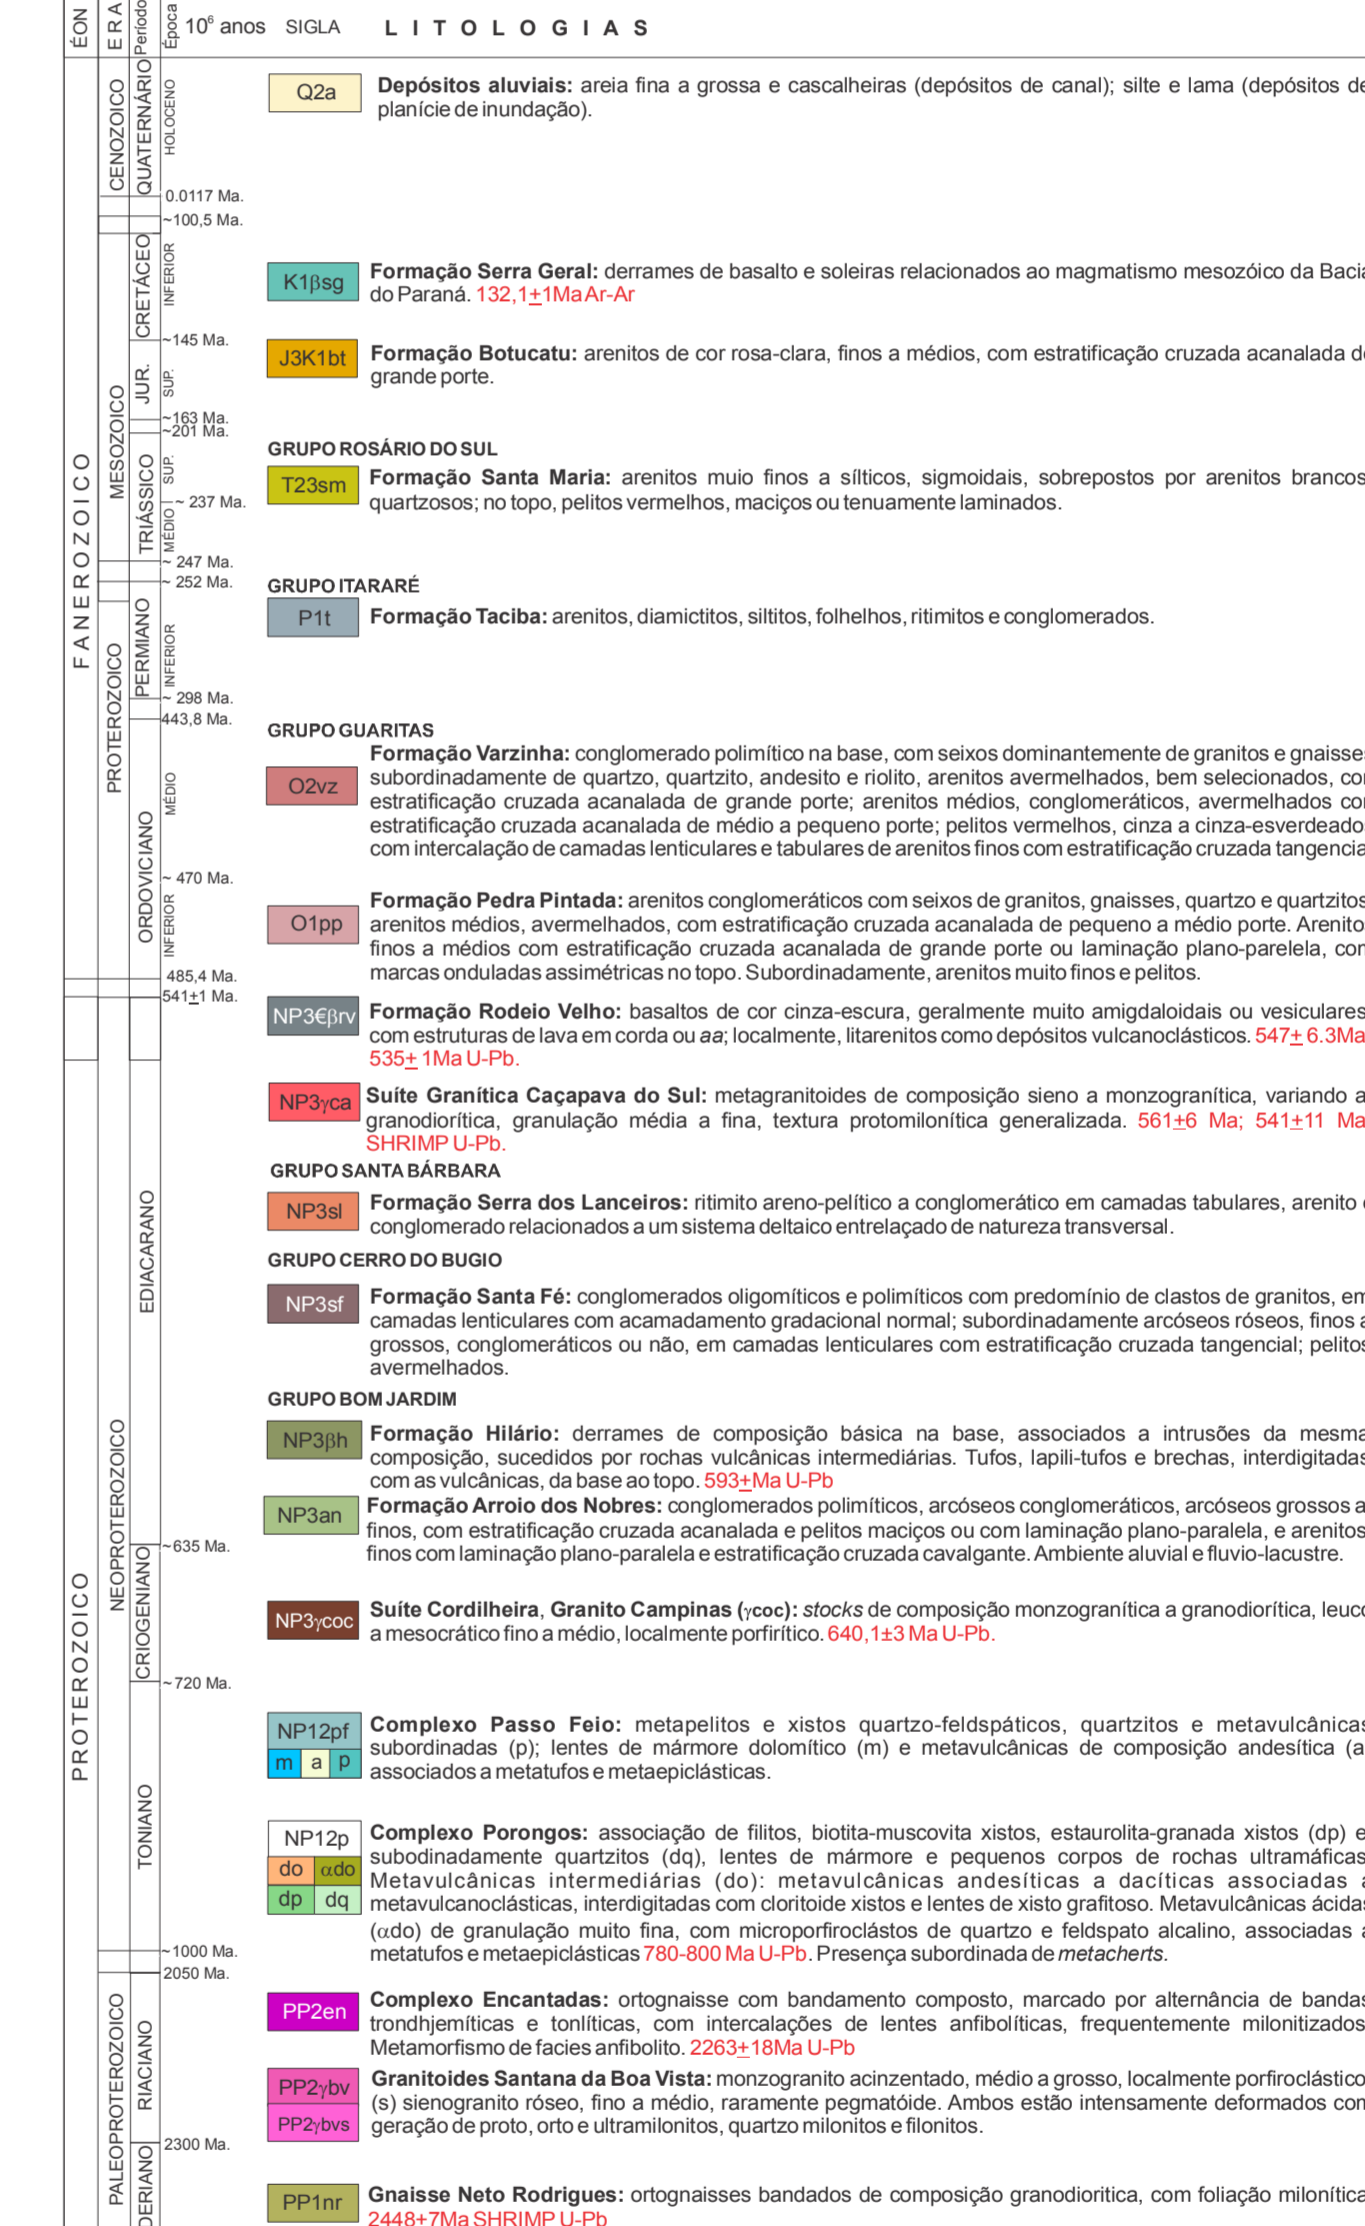 ÉON ERA Período Época 10⁶ anos SIGLA LITOLOGIAS
FANEROZOICO
PROTEROZOICO
CENOZOICO
MESOZOICO
PROTEROZOICO
NEOPROTEROZOICO
PALEOPROTEROZOICO
QUATERNÁRIO
HOLOCENO
0.0117 Ma.
~100,5 Ma.
CRETÁCEO
INFERIOR
~145 Ma.
JUR.
SUP.
~163 Ma.
~201 Ma.
TRIÁSSICO
SUP.
~ 237 Ma.
MÉDIO
~ 247 Ma.
~ 252 Ma.
PERMIANO
INFERIOR
~ 298 Ma.
443,8 Ma.
ORDOVICIANO
MÉDIO
~ 470 Ma.
INFERIOR
485,4 Ma.
541±1 Ma.
EDIACARANO
~635 Ma.
CRIOGENIANO
~720 Ma.
TONIANO
~1000 Ma.
2050 Ma.
RIACIANO
2300 Ma.
DERIANO
Q2a
Depósitos aluviais: areia fina a grossa e cascalheiras (depósitos de canal); silte e lama (depósitos de
planície de inundação).
K1βsg
Formação Serra Geral: derrames de basalto e soleiras relacionados ao magmatismo mesozóico da Bacia
do Paraná. 132,1±1Ma Ar-Ar
J3K1bt
Formação Botucatu: arenitos de cor rosa-clara, finos a médios, com estratificação cruzada acanalada de
grande porte.
GRUPO ROSÁRIO DO SUL
T23sm
Formação Santa Maria: arenitos muio finos a sílticos, sigmoidais, sobrepostos por arenitos brancos
quartzosos; no topo, pelitos vermelhos, maciços ou tenuamente laminados.
GRUPO ITARARÉ
P1t
Formação Taciba: arenitos, diamictitos, siltitos, folhelhos, ritimitos e conglomerados.
GRUPO GUARITAS
O2vz
Formação Varzinha: conglomerado polimítico na base, com seixos dominantemente de granitos e gnaisses
subordinadamente de quartzo, quartzito, andesito e riolito, arenitos avermelhados, bem selecionados, co
estratificação cruzada acanalada de grande porte; arenitos médios, conglomeráticos, avermelhados co
estratificação cruzada acanalada de médio a pequeno porte; pelitos vermelhos, cinza a cinza-esverdeados
com intercalação de camadas lenticulares e tabulares de arenitos finos com estratificação cruzada tangencia
O1pp
Formação Pedra Pintada: arenitos conglomeráticos com seixos de granitos, gnaisses, quartzo e quartzitos
arenitos médios, avermelhados, com estratificação cruzada acanalada de pequeno a médio porte. Arenito
finos a médios com estratificação cruzada acanalada de grande porte ou laminação plano-parelela, com
marcas onduladas assimétricas no topo. Subordinadamente, arenitos muito finos e pelitos.
NP3€βrv
Formação Rodeio Velho: basaltos de cor cinza-escura, geralmente muito amigdaloidais ou vesiculares
com estruturas de lava em corda ou aa; localmente, litarenitos como depósitos vulcanoclásticos. 547± 6.3Ma
535± 1Ma U-Pb.
NP3γca
Suíte Granítica Caçapava do Sul: metagranitoides de composição sieno a monzogranítica, variando a
granodiorítica, granulação média a fina, textura protomilonítica generalizada. 561±6 Ma; 541±11 Ma
SHRIMP U-Pb.
GRUPO SANTA BÁRBARA
NP3sl
Formação Serra dos Lanceiros: ritimito areno-pelítico a conglomerático em camadas tabulares, arenito e
conglomerado relacionados a um sistema deltaico entrelaçado de natureza transversal.
GRUPO CERRO DO BUGIO
NP3sf
Formação Santa Fé: conglomerados oligomíticos e polimíticos com predomínio de clastos de granitos, em
camadas lenticulares com acamadamento gradacional normal; subordinadamente arcóseos róseos, finos a
grossos, conglomeráticos ou não, em camadas lenticulares com estratificação cruzada tangencial; pelitos
avermelhados.
GRUPO BOM JARDIM
NP3βh
Formação Hilário: derrames de composição básica na base, associados a intrusões da mesma
composição, sucedidos por rochas vulcânicas intermediárias. Tufos, lapili-tufos e brechas, interdigitadas
com as vulcânicas, da base ao topo. 593±Ma U-Pb
NP3an
Formação Arroio dos Nobres: conglomerados polimíticos, arcóseos conglomeráticos, arcóseos grossos a
finos, com estratificação cruzada acanalada e pelitos maciços ou com laminação plano-paralela, e arenitos
finos com laminação plano-paralela e estratificação cruzada cavalgante. Ambiente aluvial e fluvio-lacustre.
NP3γcoc
Suíte Cordilheira, Granito Campinas (γcoc): stocks de composição monzogranítica a granodiorítica, leuco
a mesocrático fino a médio, localmente porfirítico. 640,1±3 Ma U-Pb.
NP12pf
m a p
Complexo Passo Feio: metapelitos e xistos quartzo-feldspáticos, quartzitos e metavulcânicas
subordinadas (p); lentes de mármore dolomítico (m) e metavulcânicas de composição andesítica (a)
associados a metatufos e metaepiclásticas.
NP12p
do αdo
dp dq
Complexo Porongos: associação de filitos, biotita-muscovita xistos, estaurolita-granada xistos (dp) e
subodinadamente quartzitos (dq), lentes de mármore e pequenos corpos de rochas ultramáficas
Metavulcânicas intermediárias (do): metavulcânicas andesíticas a dacíticas associadas a
metavulcanoclásticas, interdigitadas com cloritoide xistos e lentes de xisto grafitoso. Metavulcânicas ácidas
(αdo) de granulação muito fina, com microporfiroclástos de quartzo e feldspato alcalino, associadas a
metatufos e metaepiclásticas 780-800 Ma U-Pb. Presença subordinada de metacherts.
PP2en
Complexo Encantadas: ortognaisse com bandamento composto, marcado por alternância de bandas
trondhjemíticas e tonlíticas, com intercalações de lentes anfibolíticas, frequentemente milonitizados
Metamorfismo de facies anfibolito. 2263±18Ma U-Pb
PP2γbv
PP2γbvs
Granitoides Santana da Boa Vista: monzogranito acinzentado, médio a grosso, localmente porfiroclástico
(s) sienogranito róseo, fino a médio, raramente pegmatóide. Ambos estão intensamente deformados com
geração de proto, orto e ultramilonitos, quartzo milonitos e filonitos.
PP1nr
Gnaisse Neto Rodrigues: ortognaisses bandados de composição granodioritica, com foliação milonítica
2448+7Ma SHRIMP U-Pb